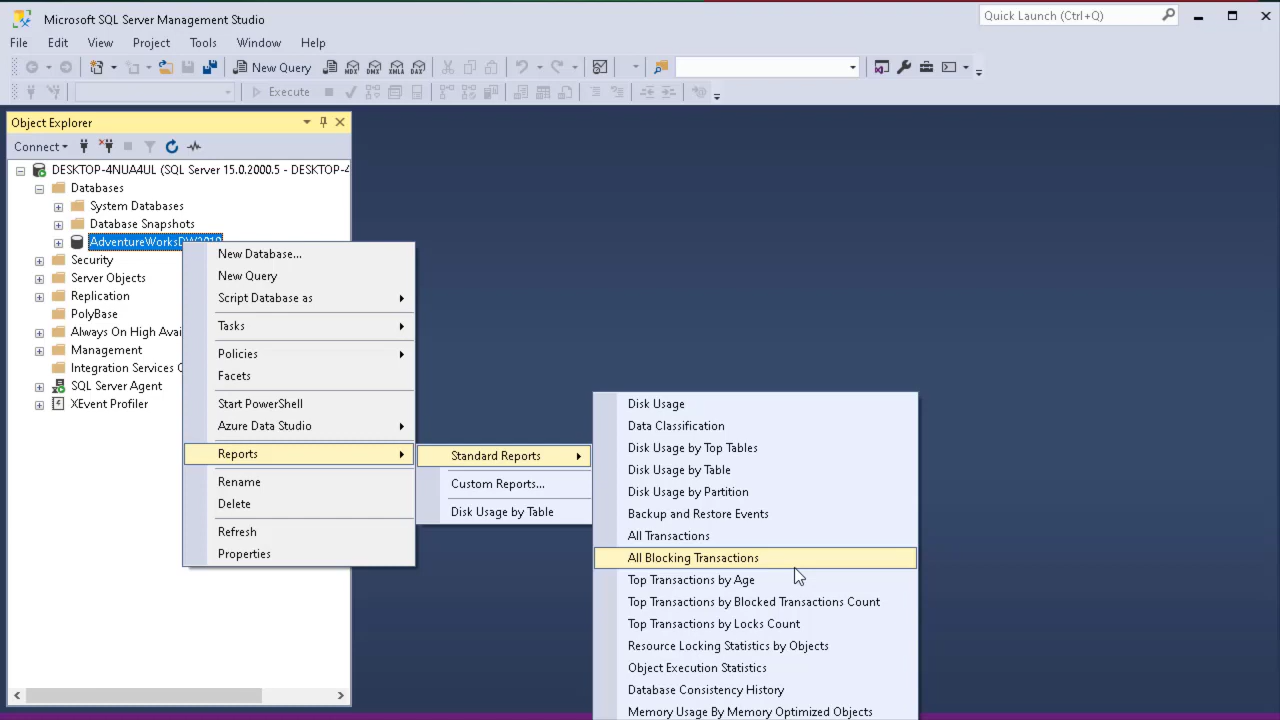 Microsoft SQL Server Management Studio
Quick Launch (Ctrl+Q)
File Edit View Project Tools Window Help
New Query MDX DMX XMLA DAX
Execute
Object Explorer
Connect
DESKTOP-4NUA4UL (SQL Server 15.0.2000.5 - DESKTOP-4
Databases
System Databases
Database Snapshots
AdventureWorksDW2019
Security
Server Objects
Replication
PolyBase
Always On High Avai
Management
Integration Services C
SQL Server Agent
XEvent Profiler
New Database...
New Query
Script Database as
Tasks
Policies
Facets
Start PowerShell
Azure Data Studio
Reports
Rename
Delete
Refresh
Properties
Standard Reports
Custom Reports...
Disk Usage by Table
Disk Usage
Data Classification
Disk Usage by Top Tables
Disk Usage by Table
Disk Usage by Partition
Backup and Restore Events
All Transactions
All Blocking Transactions
Top Transactions by Age
Top Transactions by Blocked Transactions Count
Top Transactions by Locks Count
Resource Locking Statistics by Objects
Object Execution Statistics
Database Consistency History
Memory Usage By Memory Optimized Objects